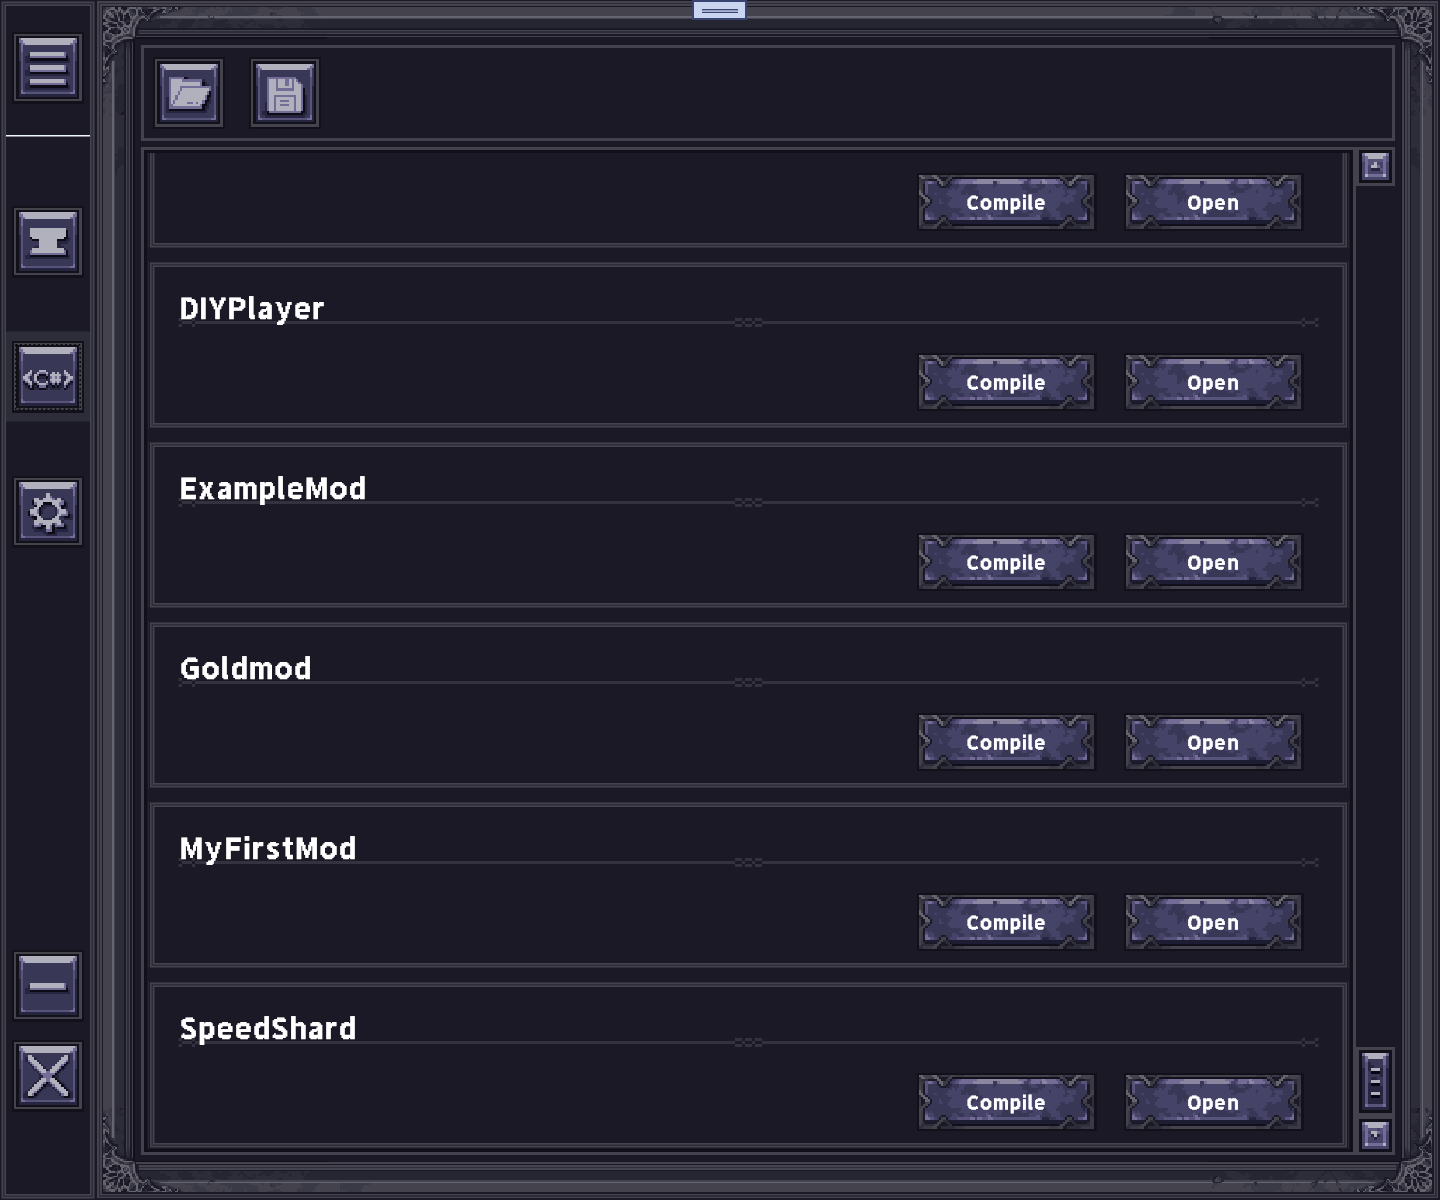 Compile Open
DIYPlayer
Compile Open
<C#>
ExampleMod
Compile Open
Goldmod
Compile Open
MyFirstMod
Compile Open
SpeedShard
Compile Open